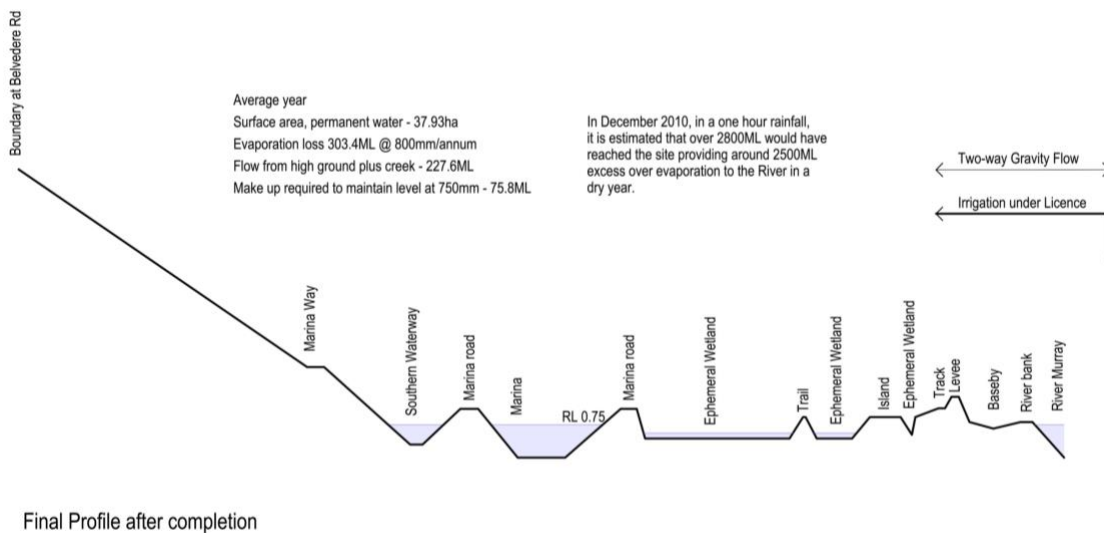 Boundary at Belvedere Rd
Average year
Surface area, permanent water - 37.93ha
Evaporation loss 303.4ML @ 800mm/annum
Flow from high ground plus creek - 227.6ML
Make up required to maintain level at 750mm - 75.8ML
In December 2010, in a one hour rainfall,
it is estimated that over 2800ML would have
reached the site providing around 2500ML
excess over evaporation to the River in a
dry year.
Two-way Gravity Flow
Irrigation under Licence
Marina Way
Southern Waterway
Marina road
Marina
RL 0.75
Marina road
Ephemeral Wetland
Trail
Ephemeral Wetland
Island
Ephemeral Wetland
Track
Levee
Baseby
River bank
River Murray
Final Profile after completion